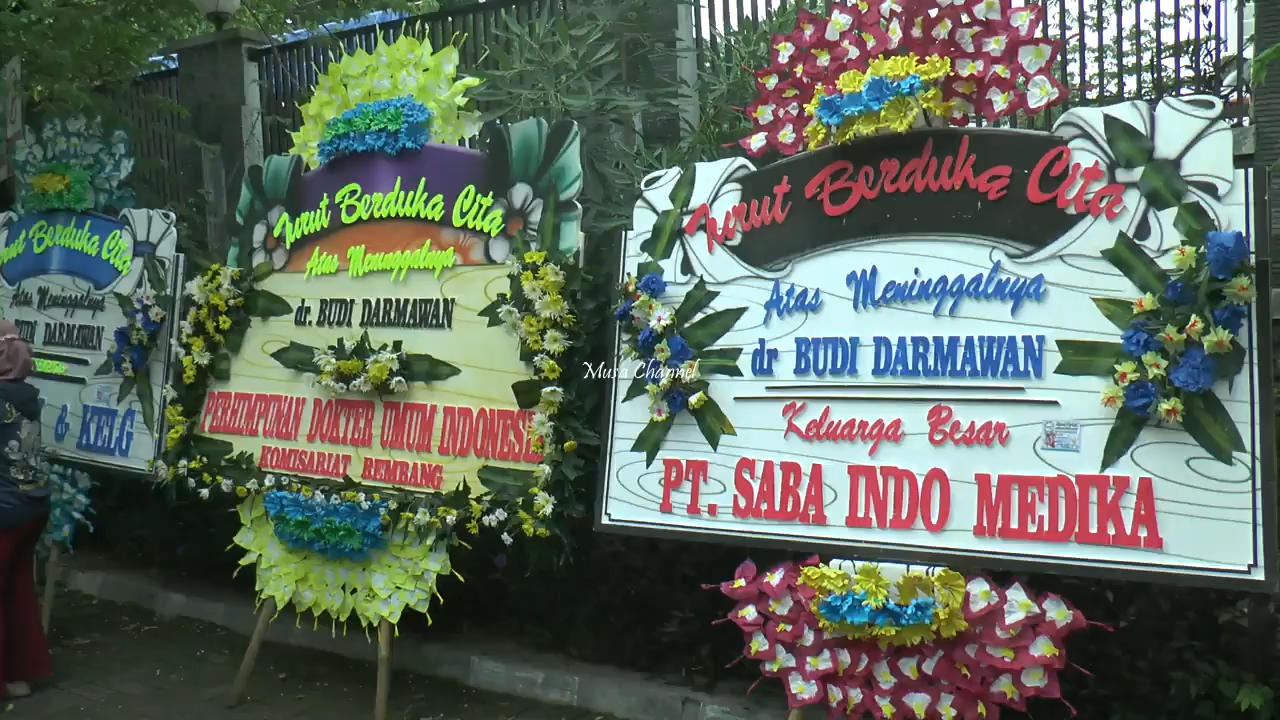 Turut Berduka Cita
Atas Meninggalnya
BUDI DARMAWAN
& KELG
Turut Berduka Cita
Atas Meninggalnya
dr. BUDI DARMAWAN
PERHIMPUNAN DOKTER UMUM INDONESIA
KOMISARIAT REMBANG
Turut Berduka Cita
Atas Meninggalnya
dr BUDI DARMAWAN
Keluarga Besar
PT. SABA INDO MEDIKA
Musa Channel